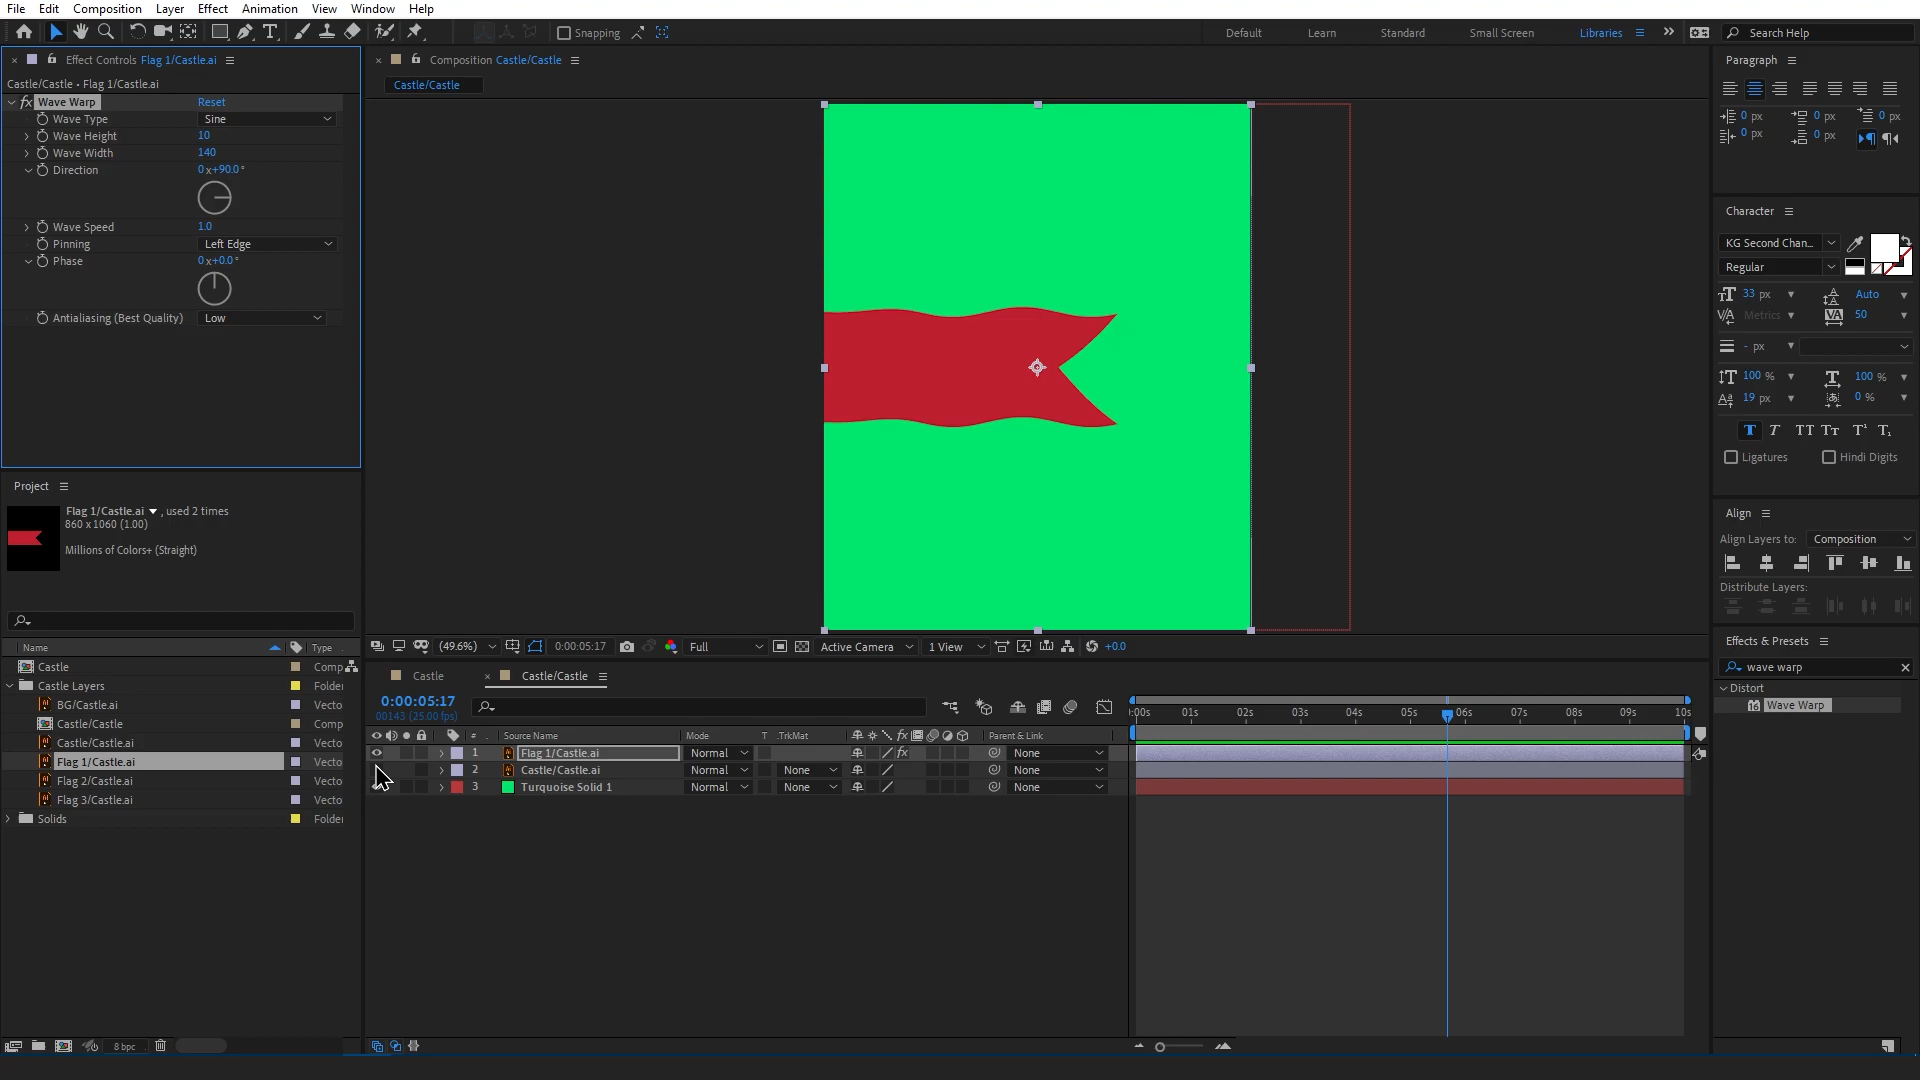 File Edit Composition Layer Effect Animation View Window Help
Snapping Default Learn Standard Small Screen Libraries Search Help
Effect Controls Flag 1/Castle.ai
Castle/Castle • Flag 1/Castle.ai
fx Wave Warp Reset
Wave Type Sine
Wave Height 10
Wave Width 140
Direction 0x+90.0°
Wave Speed 1.0
Pinning Left Edge
Phase 0x+0.0°
Antialiasing (Best Quality) Low
Composition Castle/Castle
Castle/Castle
(49.6%) 0:00:05:17 Full Active Camera 1 View +0.0
Project
Flag 1/Castle.ai , used 2 times
860 x 1060 (1.00)
Millions of Colors+ (Straight)
Name Type
Castle Comp
Castle Layers Folder
BG/Castle.ai Vecto
Castle/Castle Comp
Castle/Castle.ai Vecto
Flag 1/Castle.ai Vecto
Flag 2/Castle.ai Vecto
Flag 3/Castle.ai Vecto
Solids Folder
8 bpc
Castle Castle/Castle
0:00:05:17
00143 (25.00 fps)
:00s 01s 02s 03s 04s 05s 06s 07s 08s 09s 10s
# Source Name Mode T .TrkMat fx Parent & Link
1 Flag 1/Castle.ai Normal fx None
2 Castle/Castle.ai Normal None None
3 Turquoise Solid 1 Normal None None
Paragraph
0 px 0 px 0 px
0 px 0 px
Character
KG Second Chan...
Regular
33 px Auto
Metrics 50
- px
100 % 100 %
19 px 0 %
T T TT Tт T¹ T₁
Ligatures Hindi Digits
Align
Align Layers to: Composition
Distribute Layers:
Effects & Presets
wave warp
Distort
16 Wave Warp